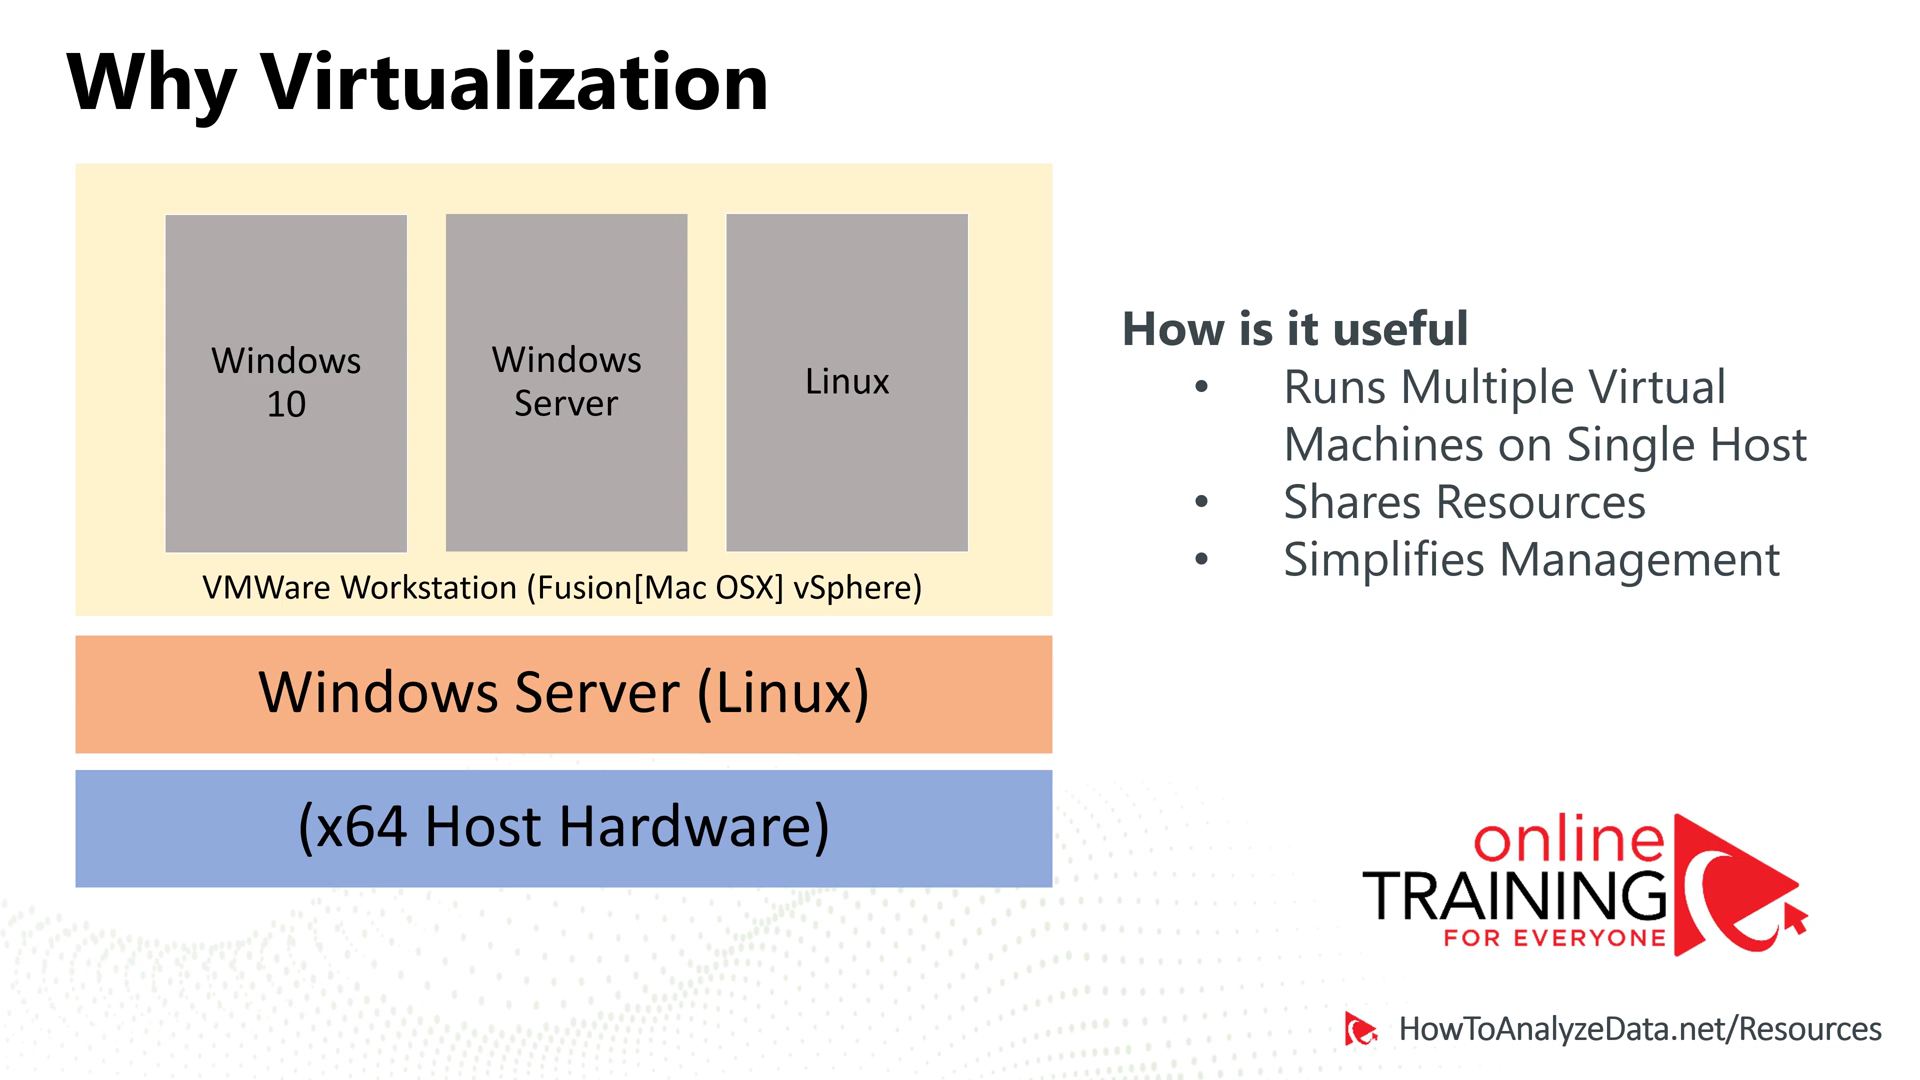 Why Virtualization
Windows
10
Windows
Server
Linux
VMWare Workstation (Fusion[Mac OSX] vSphere)
Windows Server (Linux)
(x64 Host Hardware)
How is it useful
• Runs Multiple Virtual
Machines on Single Host
• Shares Resources
• Simplifies Management
online
TRAINING
FOR EVERYONE
HowToAnalyzeData.net/Resources